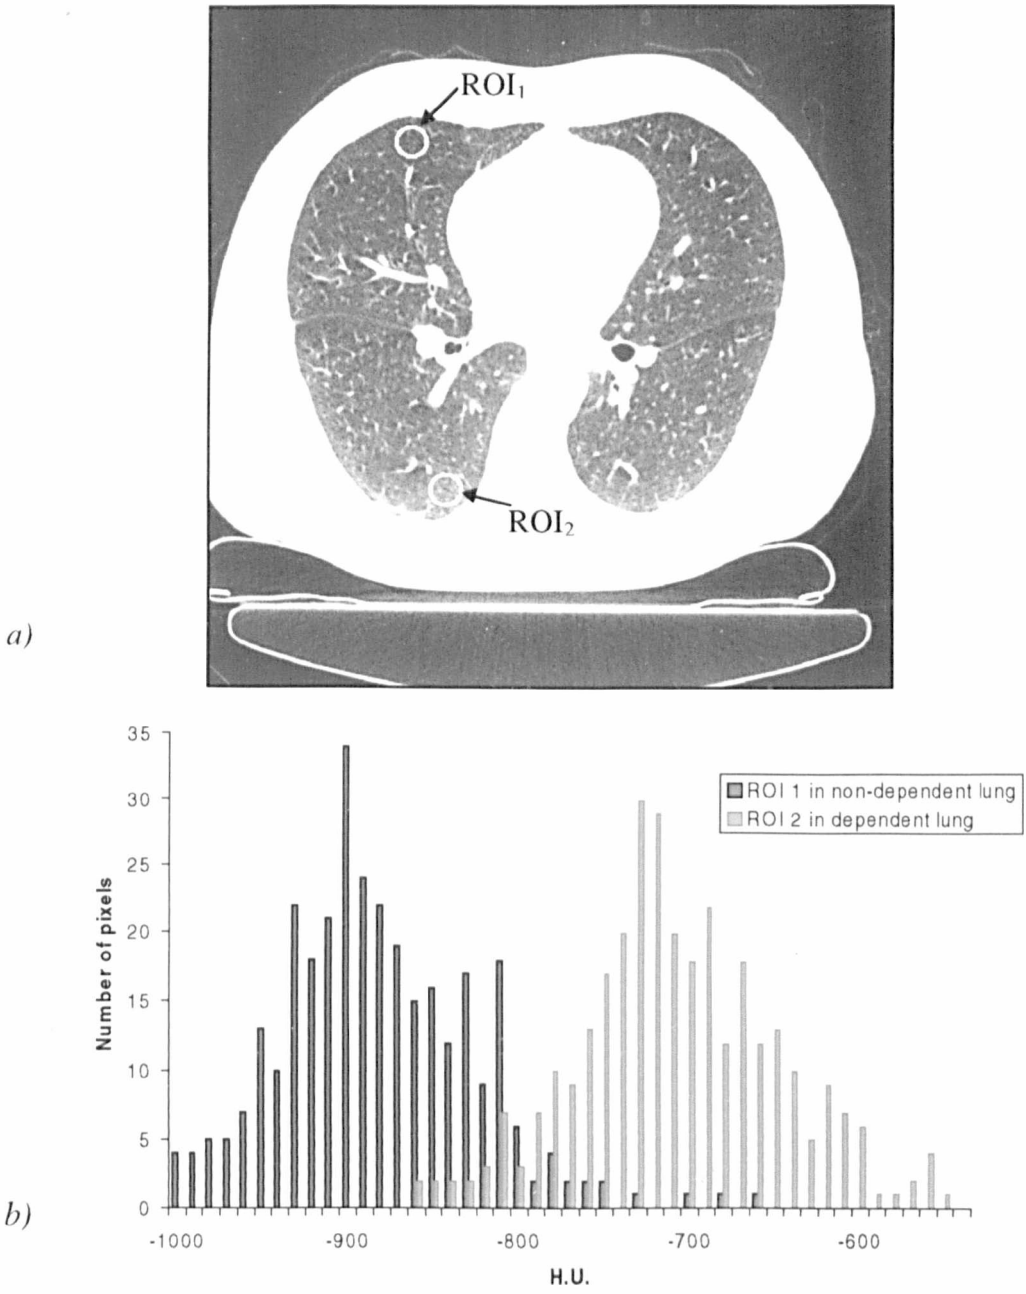 ROI₁
ROI₂
a)
35
30
25
20
15
10
5
0
Number of pixels
ROI 1 in non-dependent lung
ROI 2 in dependent lung
b)
-1000 -900 -800 -700 -600
H.U.